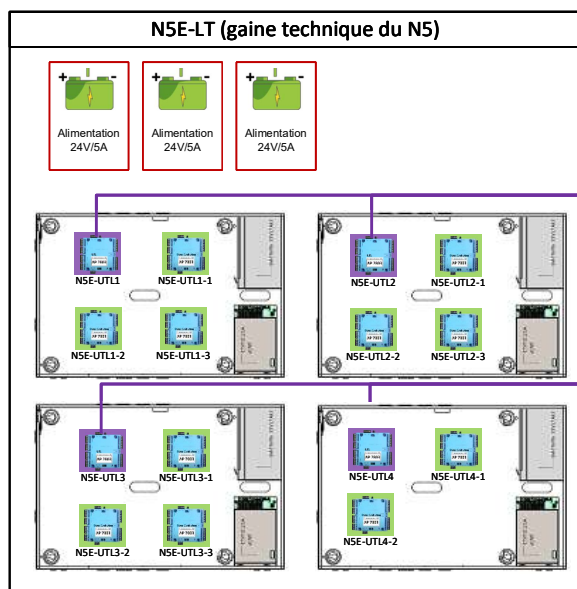 N5E-LT (gaine technique du N5)
+ -
+ -
+ -
Alimentation
24V/5A
Alimentation
24V/5A
Alimentation
24V/5A
N5E-UTL1
N5E-UTL1-1
N5E-UTL2
N5E-UTL2-1
N5E-UTL1-2
N5E-UTL1-3
N5E-UTL2-2
N5E-UTL2-3
N5E-UTL3
N5E-UTL3-1
N5E-UTL4
N5E-UTL4-1
N5E-UTL3-2
N5E-UTL3-3
N5E-UTL4-2